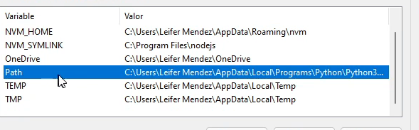 Variable Valor
NVM_HOME C:\Users\Leifer Mendez\AppData\Roaming\nvm
NVM_SYMLINK C:\Program Files\nodejs
OneDrive C:\Users\Leifer Mendez\OneDrive
Path C:\Users\Leifer Mendez\AppData\Local\Programs\Python\Python3...
TEMP C:\Users\Leifer Mendez\AppData\Local\Temp
TMP C:\Users\Leifer Mendez\AppData\Local\Temp